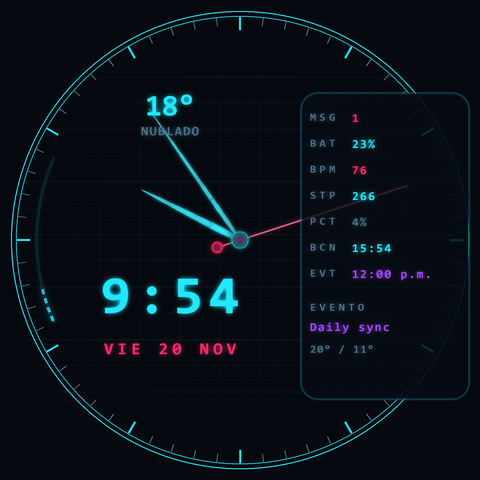 18°
NUBLADO
9:54
VIE 20 NOV
MSG 1
BAT 23%
BPM 76
STP 266
PCT 4%
BCN 15:54
EVT 12:00 p.m.
EVENTO
Daily sync
20° / 11°